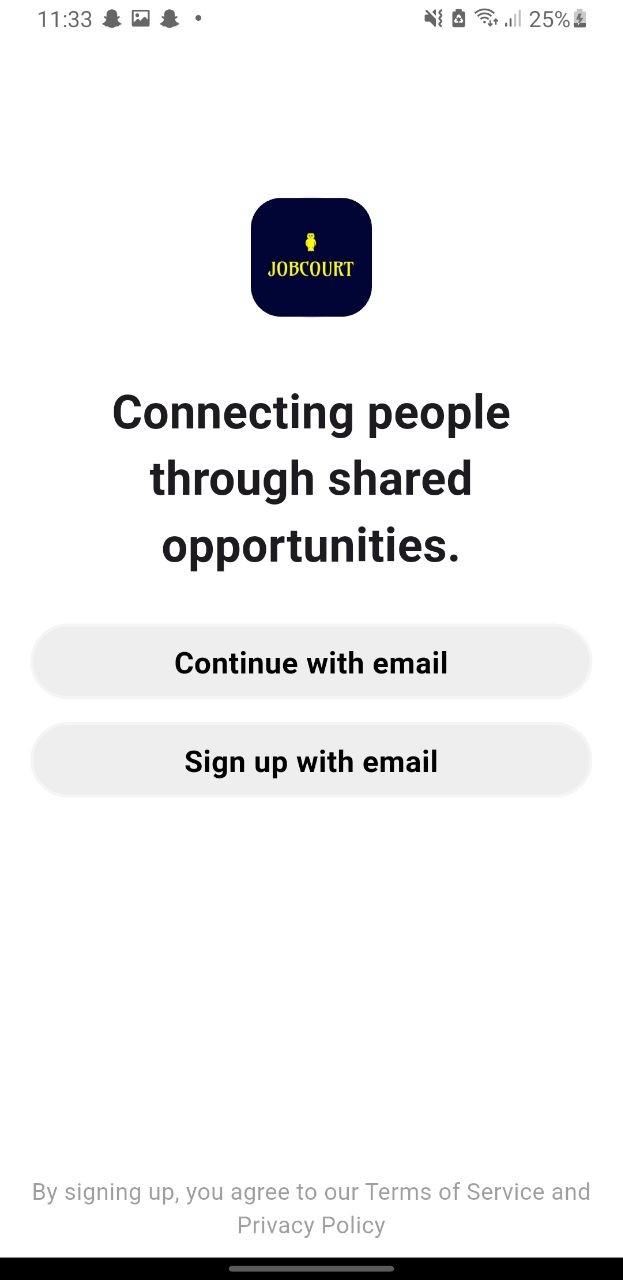 11:33
25%
JOBCOURT
Connecting people
through shared
opportunities.
Continue with email
Sign up with email
By signing up, you agree to our Terms of Service and
Privacy Policy